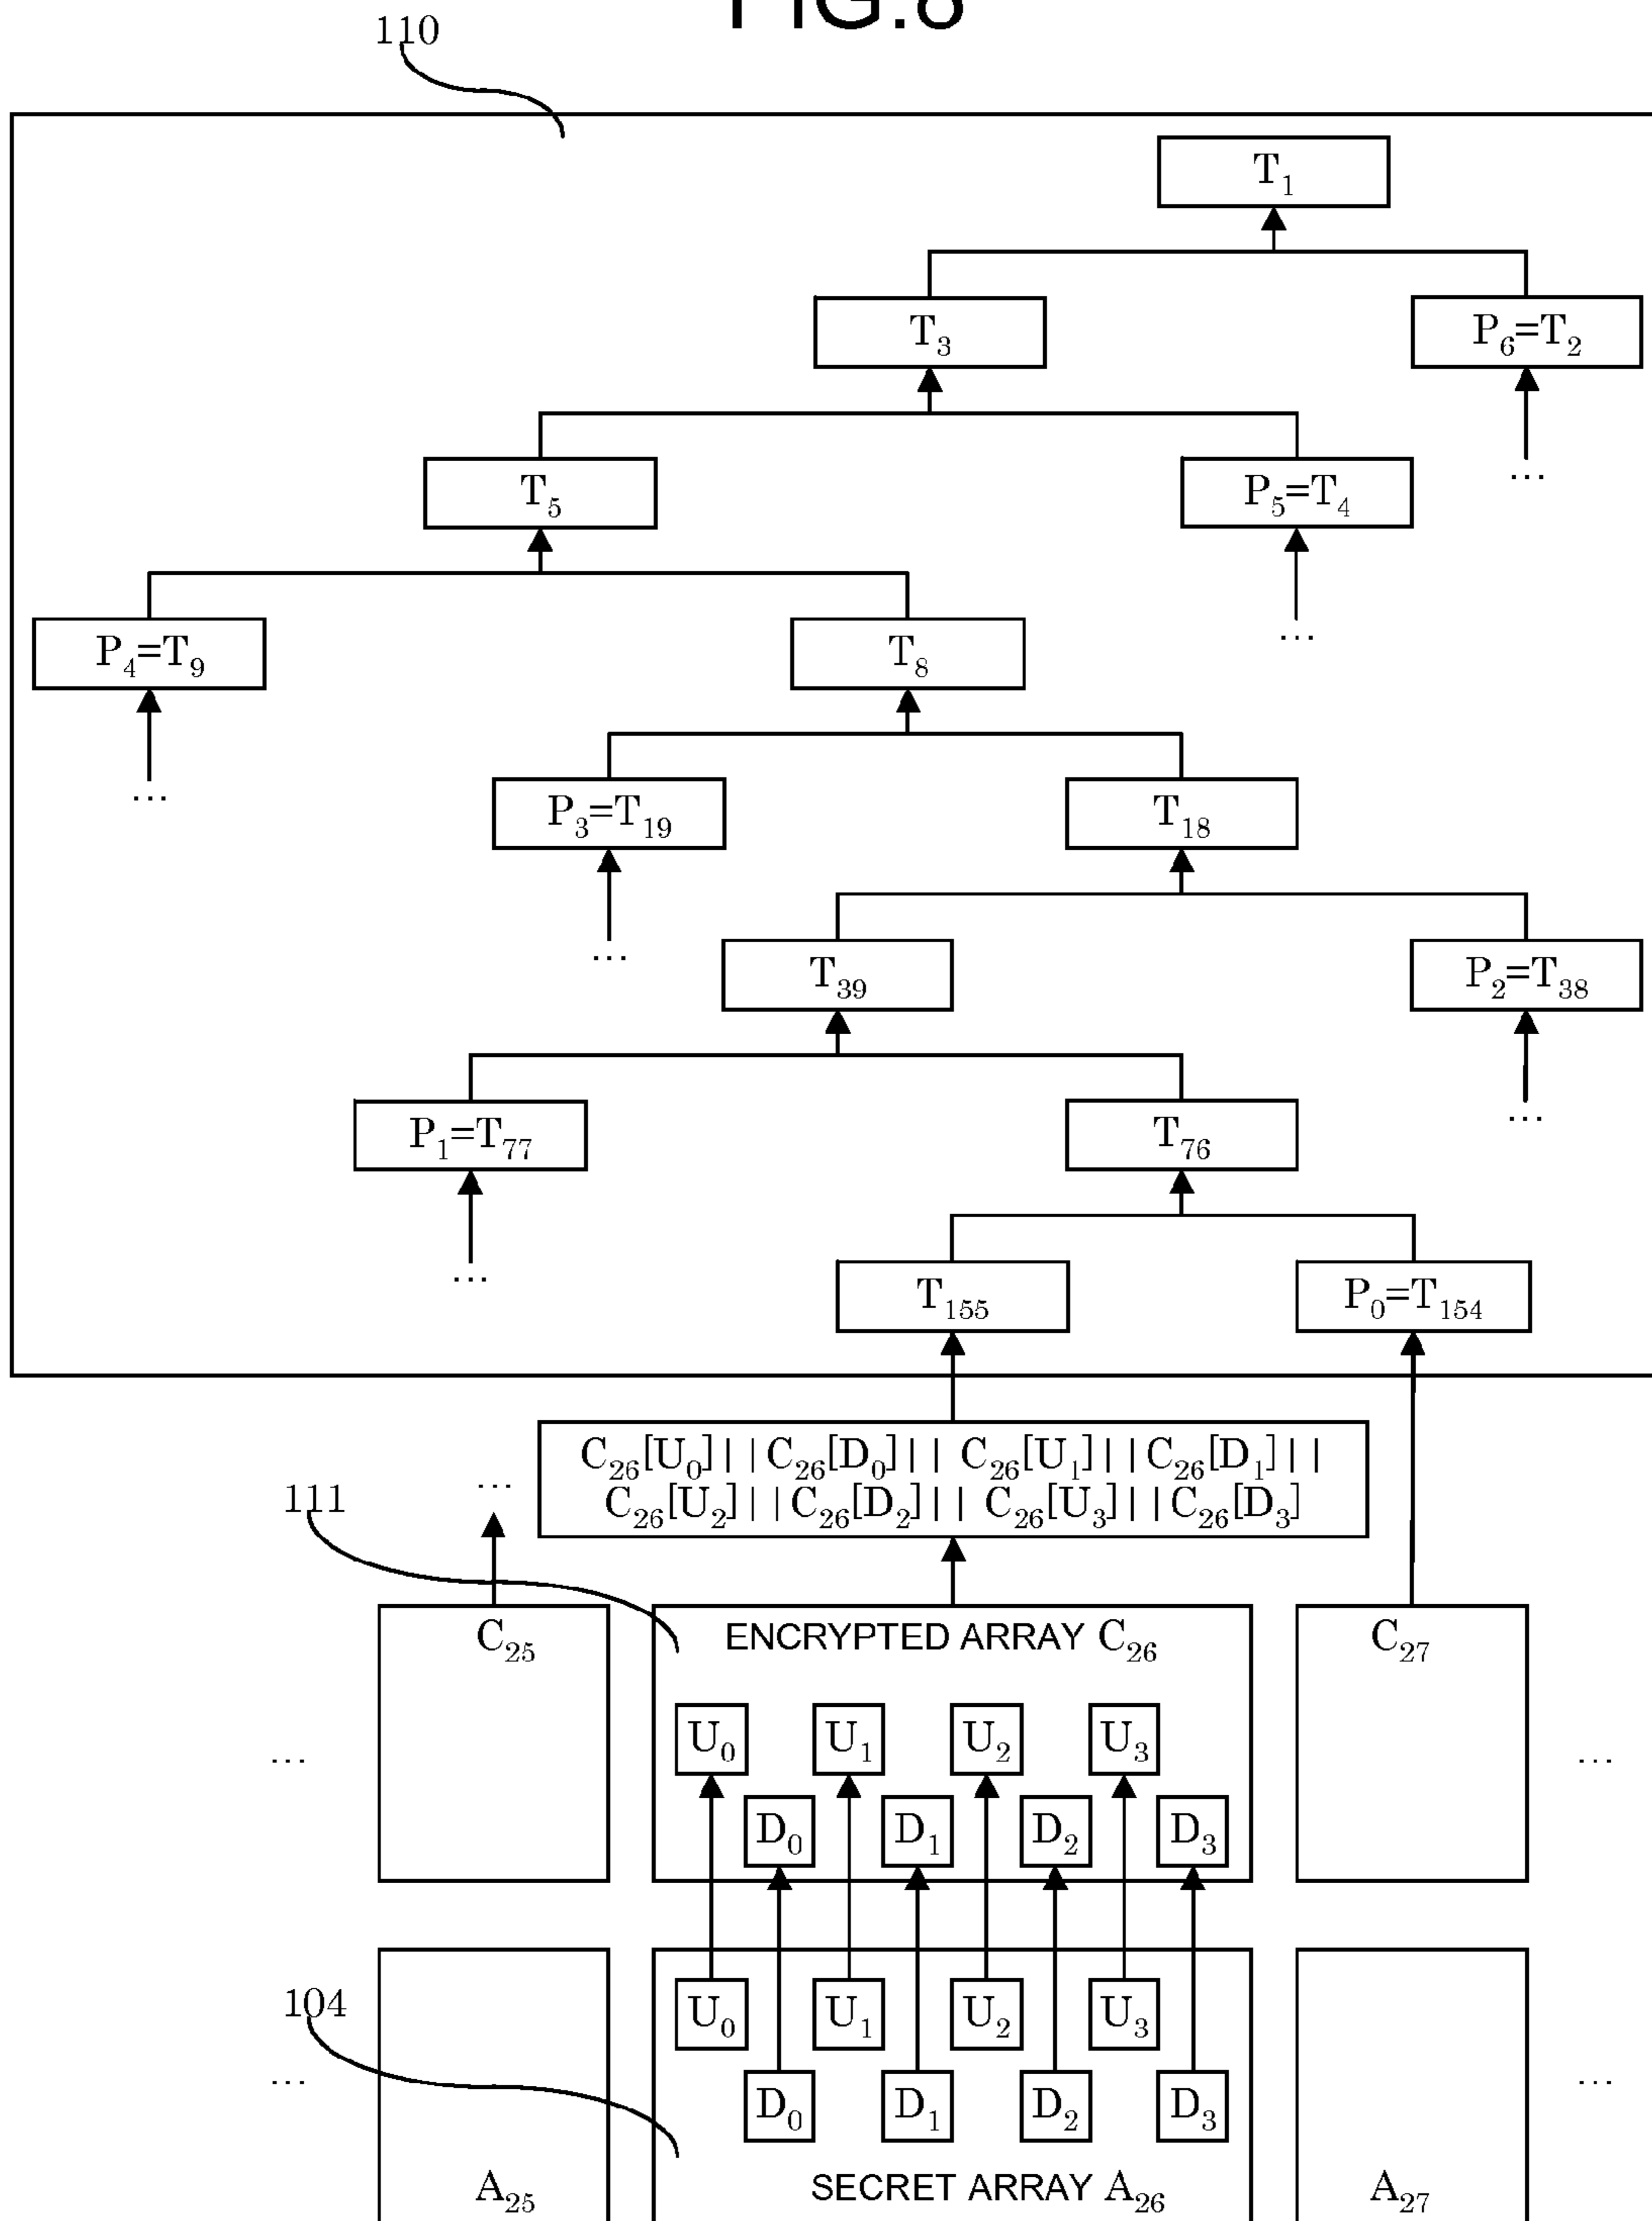 FIG.8
110
T1
T3
P6=T2
T5
P5=T4
...
P4=T9
T8
...
...
P3=T19
T18
...
T39
P2=T38
P1=T77
T76
...
...
T155
P0=T154
C26[U0]||C26[D0]|| C26[U1]||C26[D1]||
C26[U2]||C26[D2]|| C26[U3]||C26[D3]
...
111
C25
ENCRYPTED ARRAY C26
C27
U0 U1 U2 U3
... ...
D0 D1 D2 D3
104
U0 U1 U2 U3
... ...
D0 D1 D2 D3
A25
SECRET ARRAY A26
A27